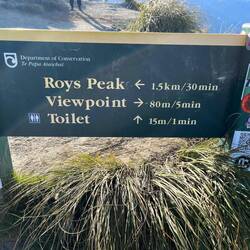 Department of Conservation
Te Papa Atawhai
Roys Peak ← 1.5km/30min
Viewpoint → 80m/5min
Toilet ↑ 15m/1min